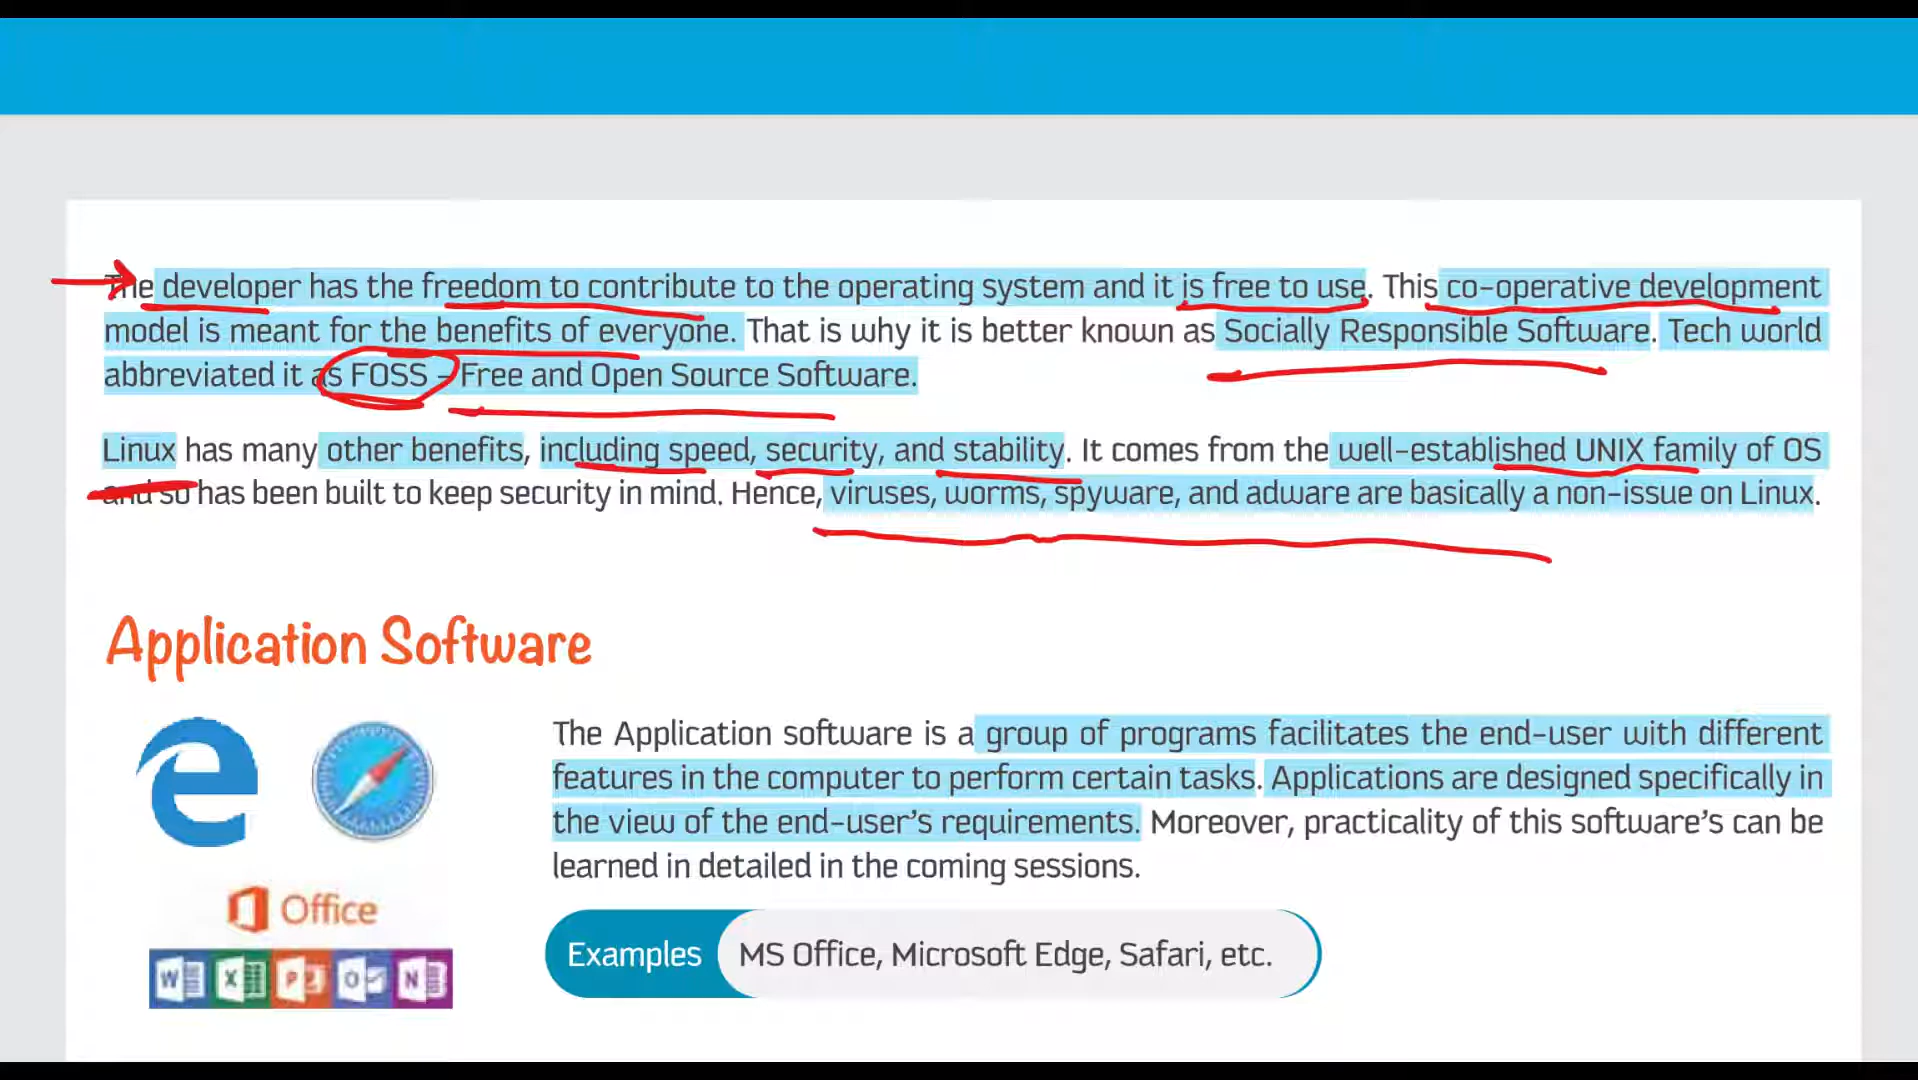 The developer has the freedom to contribute to the operating system and it is free to use. This co-operative development
model is meant for the benefits of everyone. That is why it is better known as Socially Responsible Software. Tech world
abbreviated it as FOSS - Free and Open Source Software.
Linux has many other benefits, including speed, security, and stability. It comes from the well-established UNIX family of OS
and so has been built to keep security in mind. Hence, viruses, worms, spyware, and adware are basically a non-issue on Linux.
Application Software
The Application software is a group of programs facilitates the end-user with different
features in the computer to perform certain tasks. Applications are designed specifically in
the view of the end-user's requirements. Moreover, practicality of this software's can be
learned in detailed in the coming sessions.
Office
W X P O N
Examples MS Office, Microsoft Edge, Safari, etc.